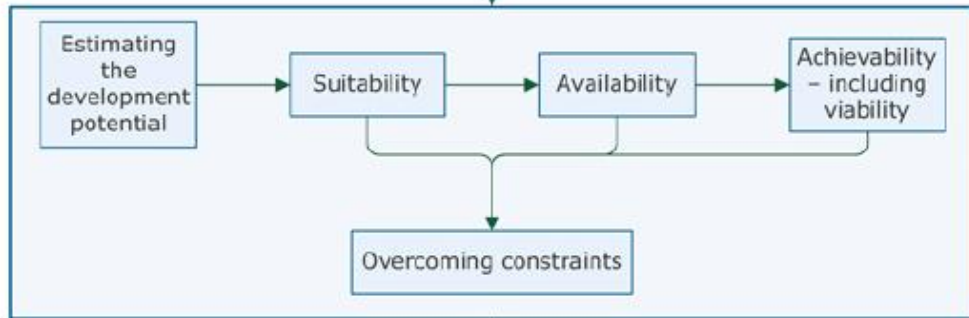 Estimating
the
development
potential
Suitability
Availability
Achievability
– including
viability
Overcoming constraints